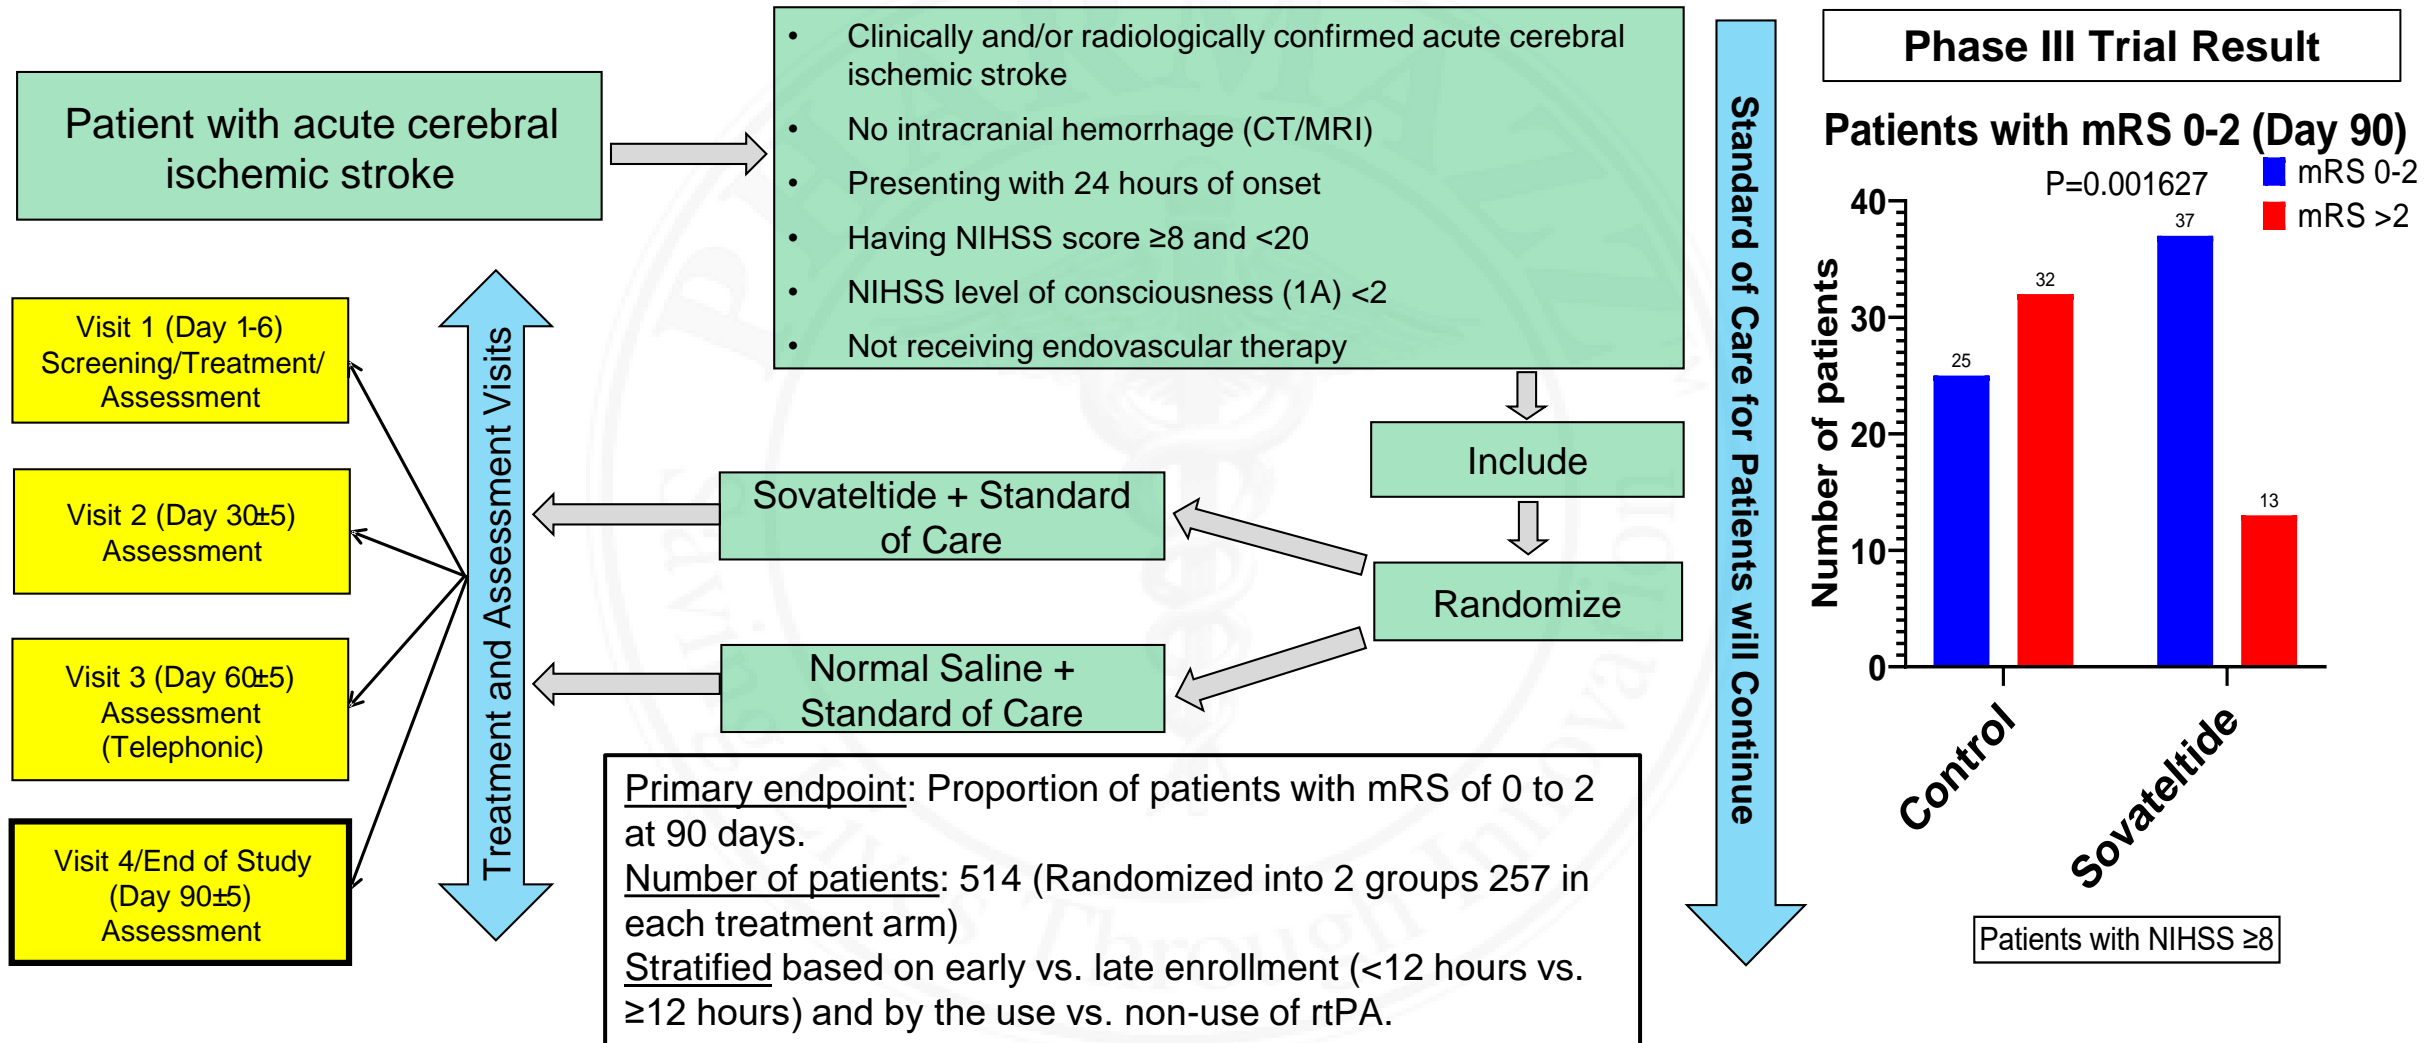 Patient with acute cerebral
ischemic stroke
• Clinically and/or radiologically confirmed acute cerebral
ischemic stroke
• No intracranial hemorrhage (CT/MRI)
• Presenting with 24 hours of onset
• Having NIHSS score ≥8 and <20
• NIHSS level of consciousness (1A) <2
• Not receiving endovascular therapy
Include
Randomize
Sovateltide + Standard
of Care
Normal Saline +
Standard of Care
Treatment and Assessment Visits
Visit 1 (Day 1-6)
Screening/Treatment/
Assessment
Visit 2 (Day 30±5)
Assessment
Visit 3 (Day 60±5)
Assessment
(Telephonic)
Visit 4/End of Study
(Day 90±5)
Assessment
Primary endpoint: Proportion of patients with mRS of 0 to 2
at 90 days.
Number of patients: 514 (Randomized into 2 groups 257 in
each treatment arm)
Stratified based on early vs. late enrollment (<12 hours vs.
≥12 hours) and by the use vs. non-use of rtPA.
Standard of Care for Patients will Continue
Phase III Trial Result
Patients with mRS 0-2 (Day 90)
P=0.001627
mRS 0-2
mRS >2
Number of patients
40
30
20
10
0
25
32
37
13
Control
Sovateltide
Patients with NIHSS ≥8
Saving Lives Through Innovation